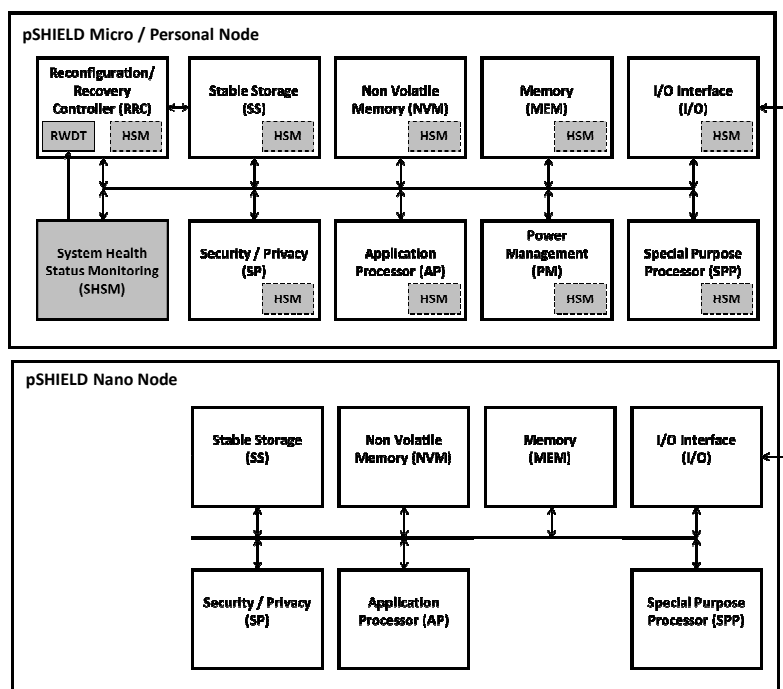 pSHIELD Micro / Personal Node
Reconfiguration/
Recovery
Controller (RRC)
RWDT
HSM
Stable Storage
(SS)
HSM
Non Volatile
Memory (NVM)
HSM
Memory
(MEM)
HSM
I/O Interface
(I/O)
HSM
System Health
Status Monitoring
(SHSM)
Security / Privacy
(SP)
HSM
Application
Processor (AP)
HSM
Power
Management
(PM)
HSM
Special Purpose
Processor (SPP)
HSM
pSHIELD Nano Node
Stable Storage
(SS)
Non Volatile
Memory (NVM)
Memory
(MEM)
I/O Interface
(I/O)
Security / Privacy
(SP)
Application
Processor (AP)
Special Purpose
Processor (SPP)